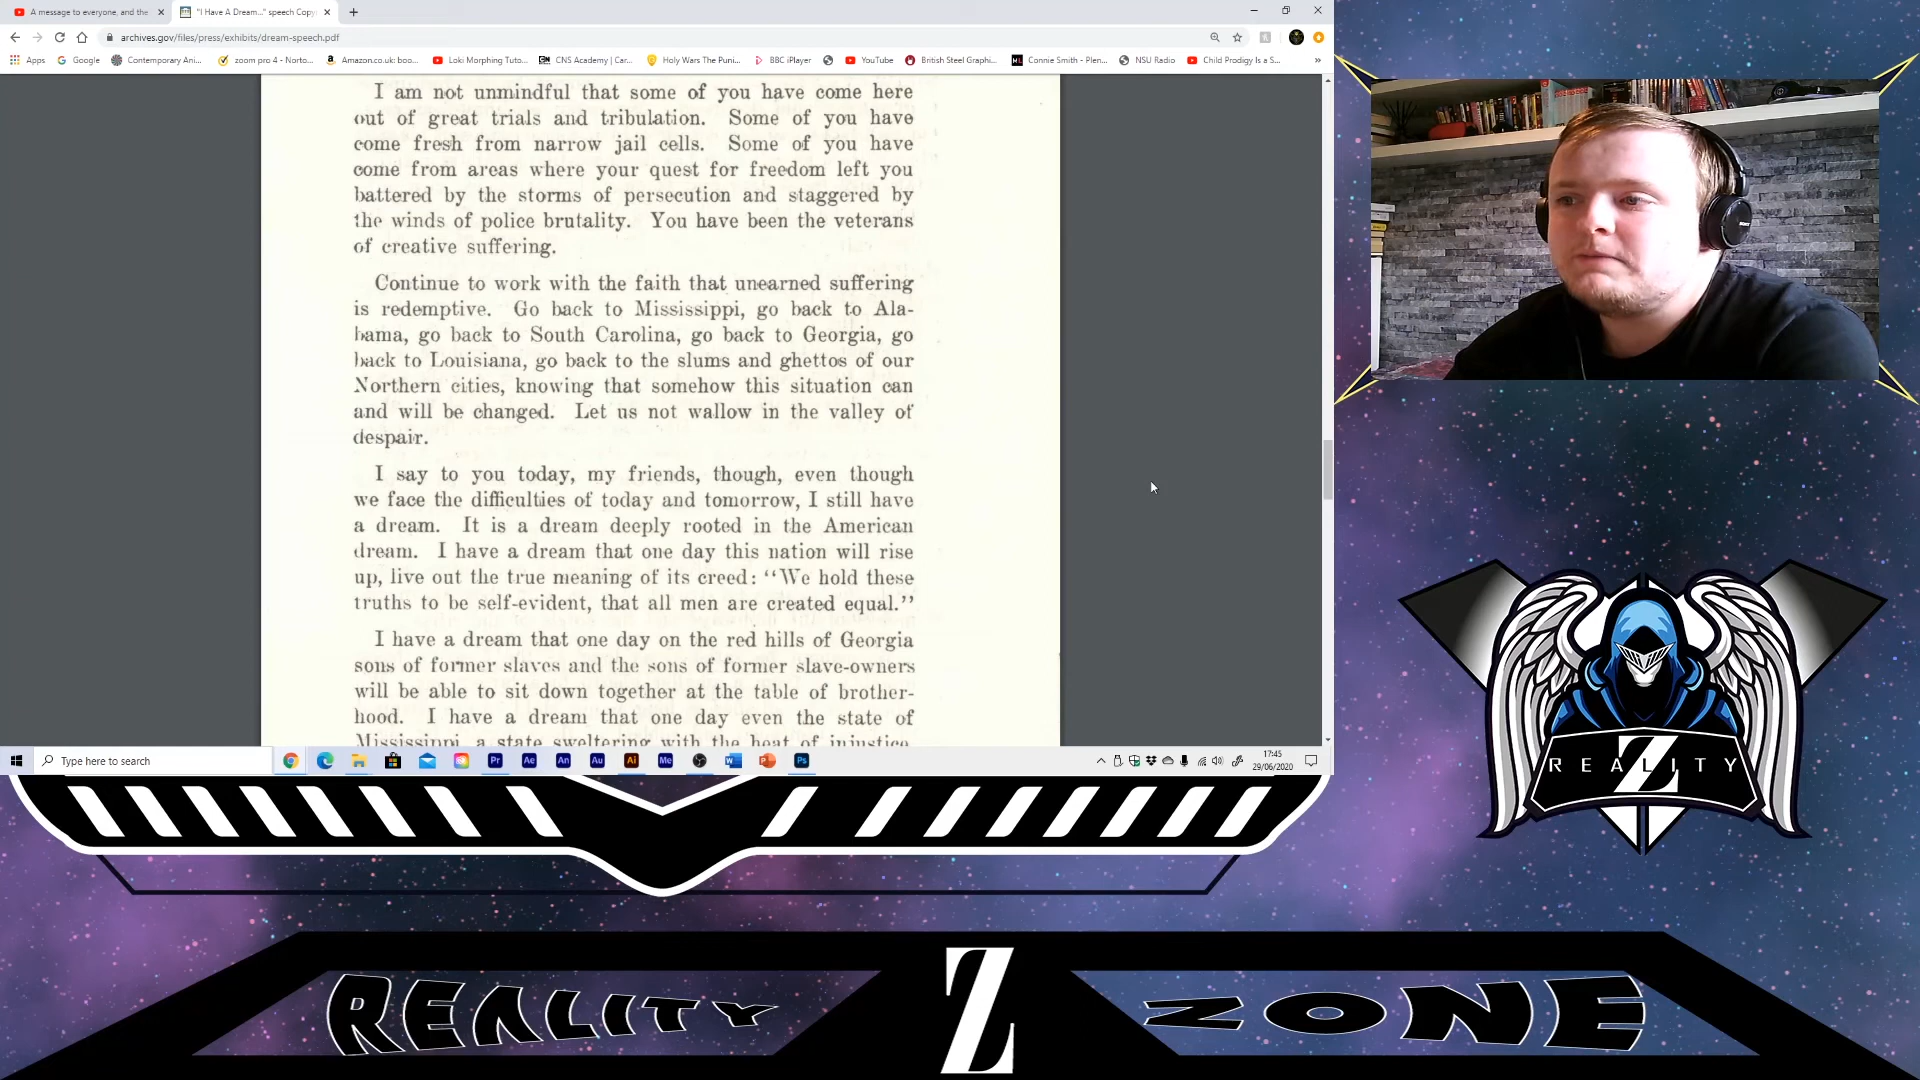 A message to everyone, and the
"I Have A Dream..." speech Copy
archives.gov/files/press/exhibits/dream-speech.pdf
Apps
Google
Contemporary Ani...
zoom pro 4 - Norto...
Amazon.co.uk: boo...
Loki Morphing Tuto...
CNS Academy | Car...
Holy Wars The Puni...
BBC iPlayer
YouTube
British Steel Graphi...
Connie Smith - Plen...
NSU Radio
Child Prodigy Is a S...
I am not unmindful that some of you have come here
out of great trials and tribulation. Some of you have
come fresh from narrow jail cells. Some of you have
come from areas where your quest for freedom left you
battered by the storms of persecution and staggered by
the winds of police brutality. You have been the veterans
of creative suffering.
Continue to work with the faith that unearned suffering
is redemptive. Go back to Mississippi, go back to Ala-
bama, go back to South Carolina, go back to Georgia, go
back to Louisiana, go back to the slums and ghettos of our
Northern cities, knowing that somehow this situation can
and will be changed. Let us not wallow in the valley of
despair.
I say to you today, my friends, though, even though
we face the difficulties of today and tomorrow, I still have
a dream. It is a dream deeply rooted in the American
dream. I have a dream that one day this nation will rise
up, live out the true meaning of its creed: "We hold these
truths to be self-evident, that all men are created equal."
I have a dream that one day on the red hills of Georgia
sons of former slaves and the sons of former slave-owners
will be able to sit down together at the table of brother-
hood. I have a dream that one day even the state of
Mississippi, a state sweltering with the heat of injustice,
Type here to search
Pr
Ae
An
Au
Ai
Me
Ps
17:45
29/06/2020
REALITY
Z
REALITY
Z
ZONE